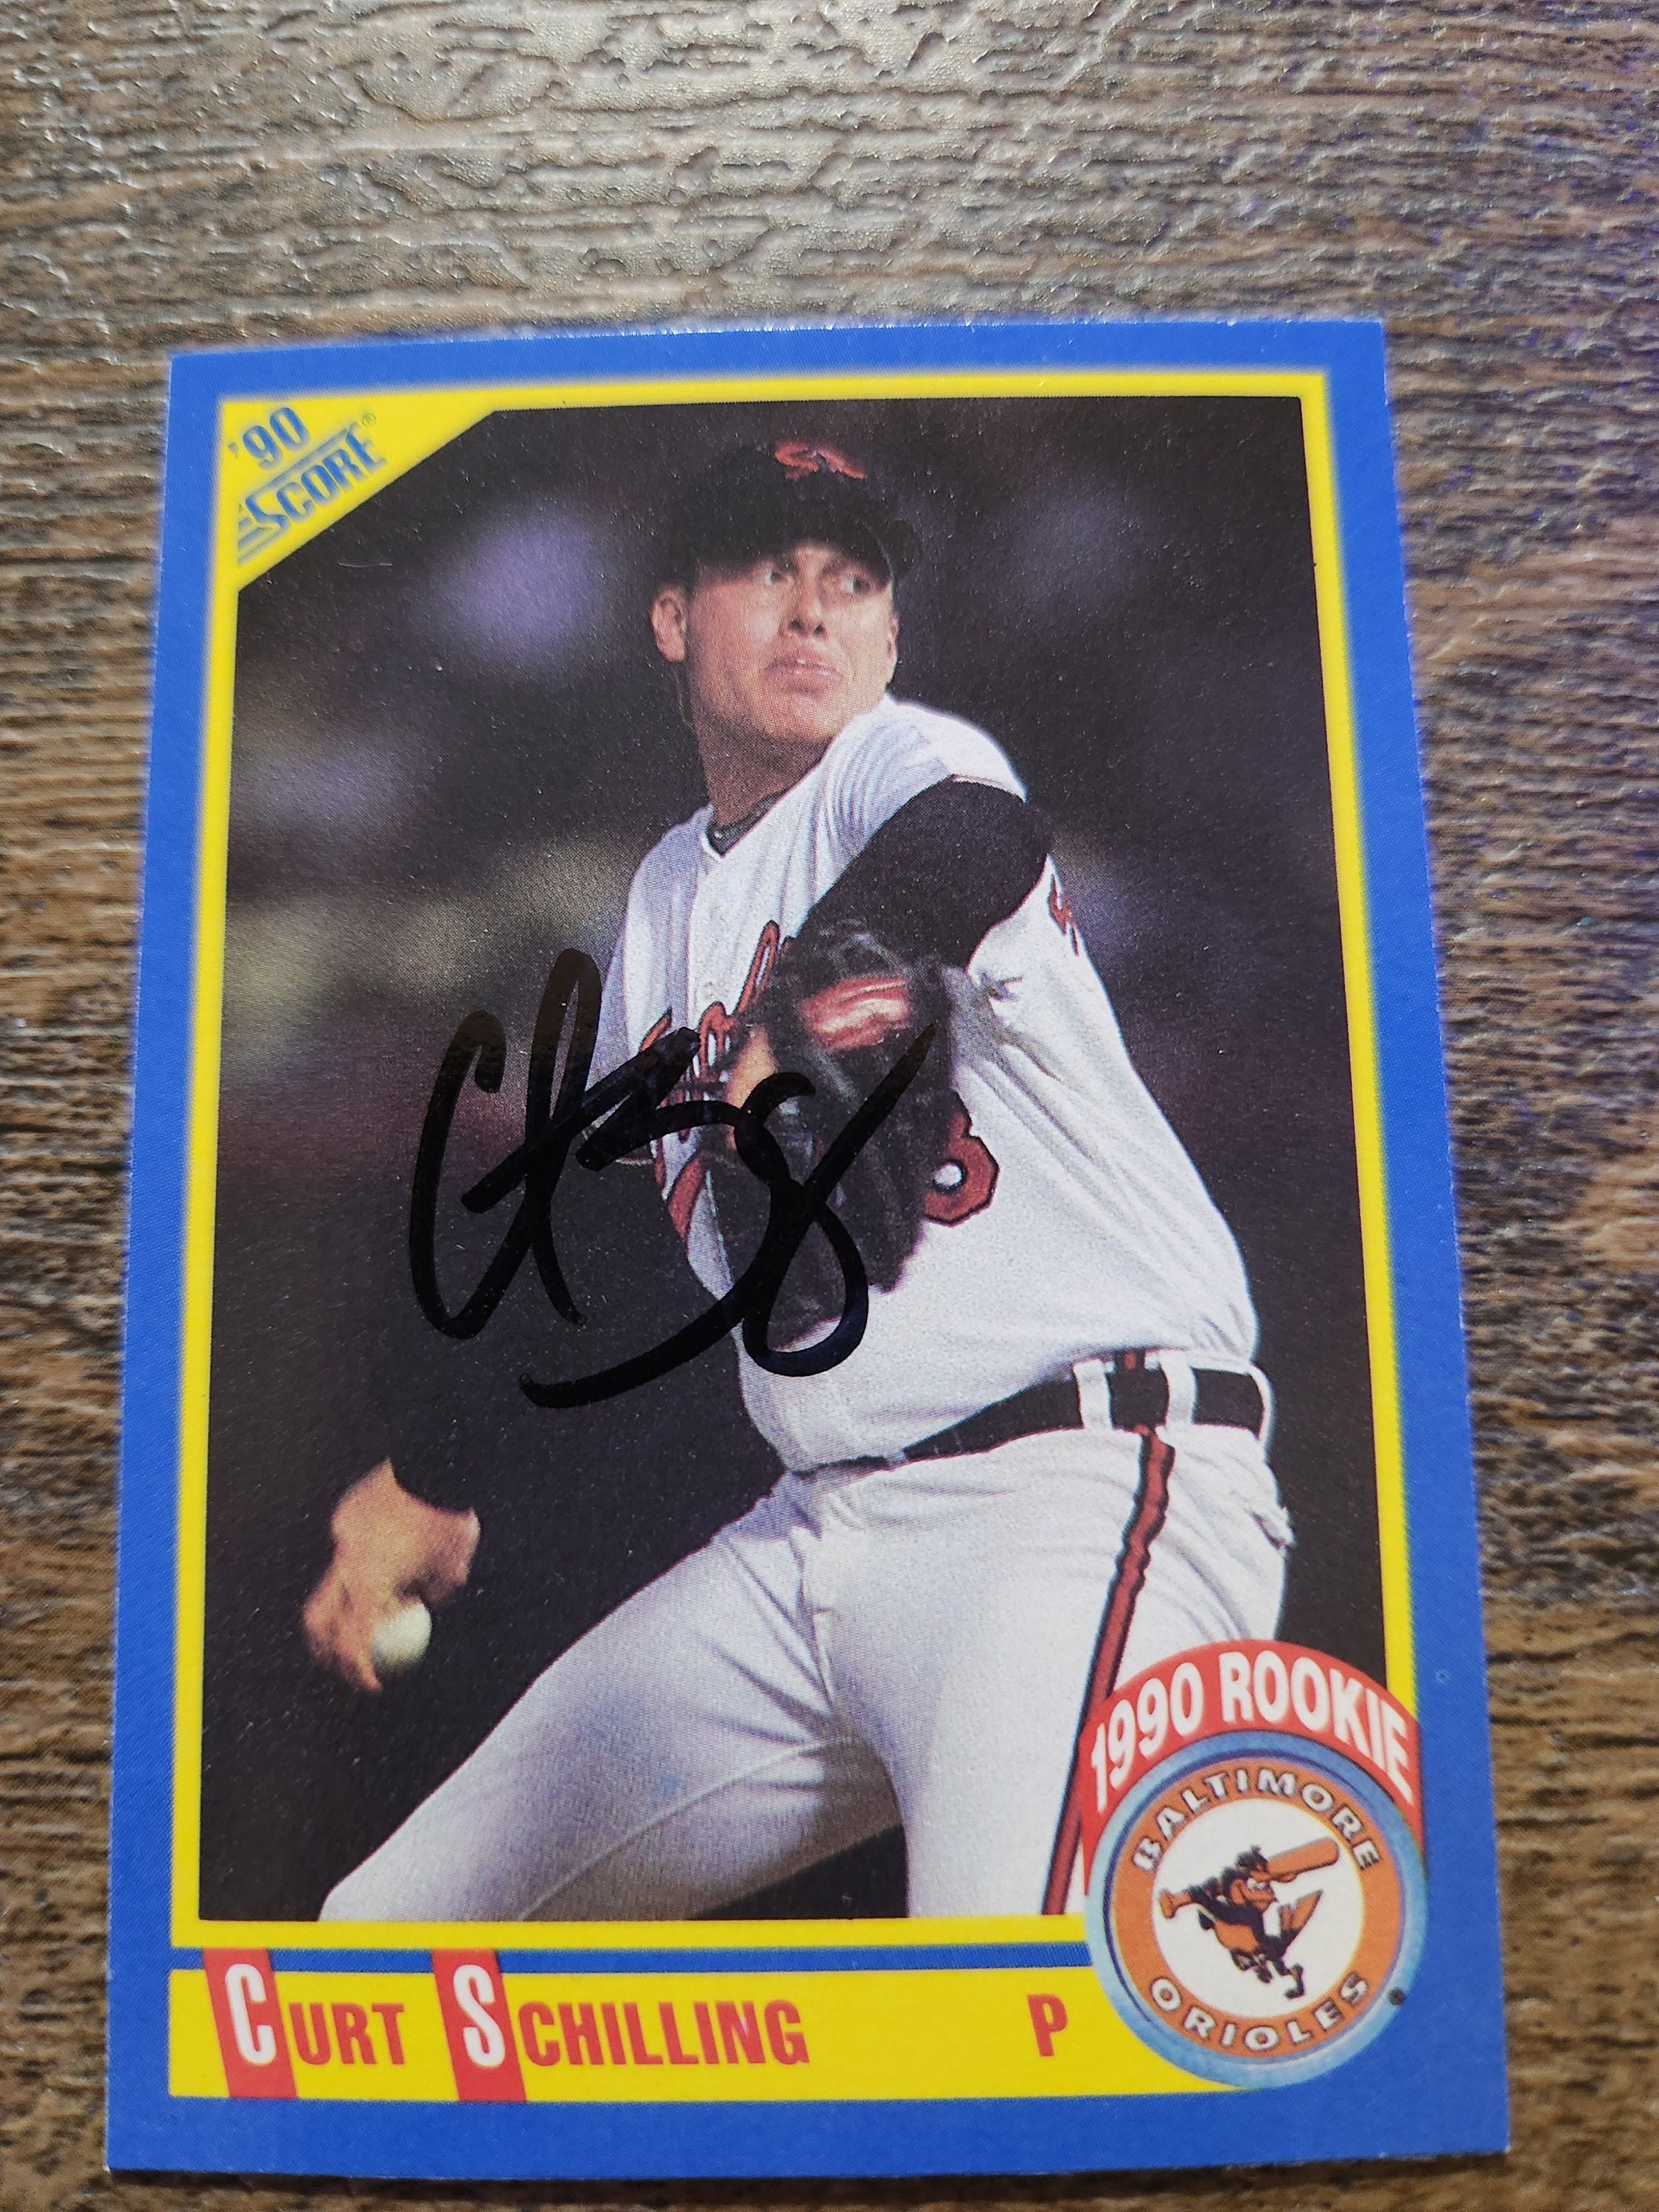 '90
SCORE®
1990 ROOKIE
BALTIMORE
ORIOLES
CURT SCHILLING P